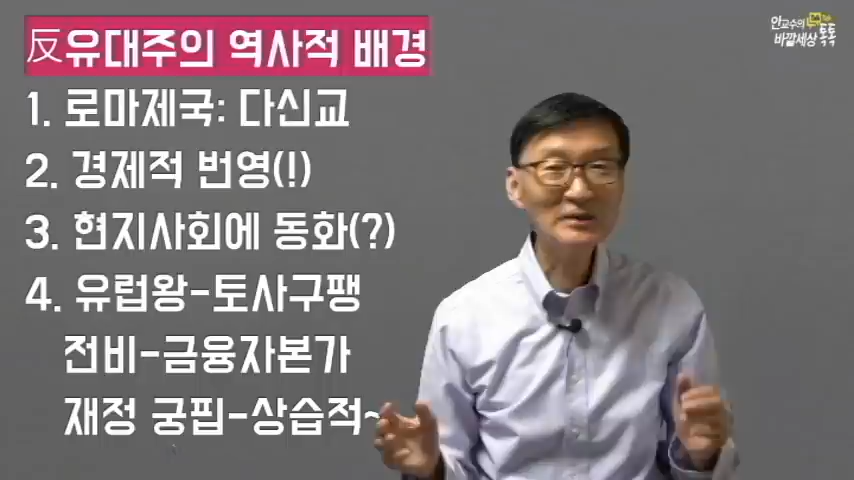 反유대주의 역사적 배경
1. 로마제국: 다신교
2. 경제적 번영(!)
3. 현지사회에 동화(?)
4. 유럽왕-토사구팽
전비-금융자본가
재정 궁핍-상습적~
안교수의
바깥세상 톡톡